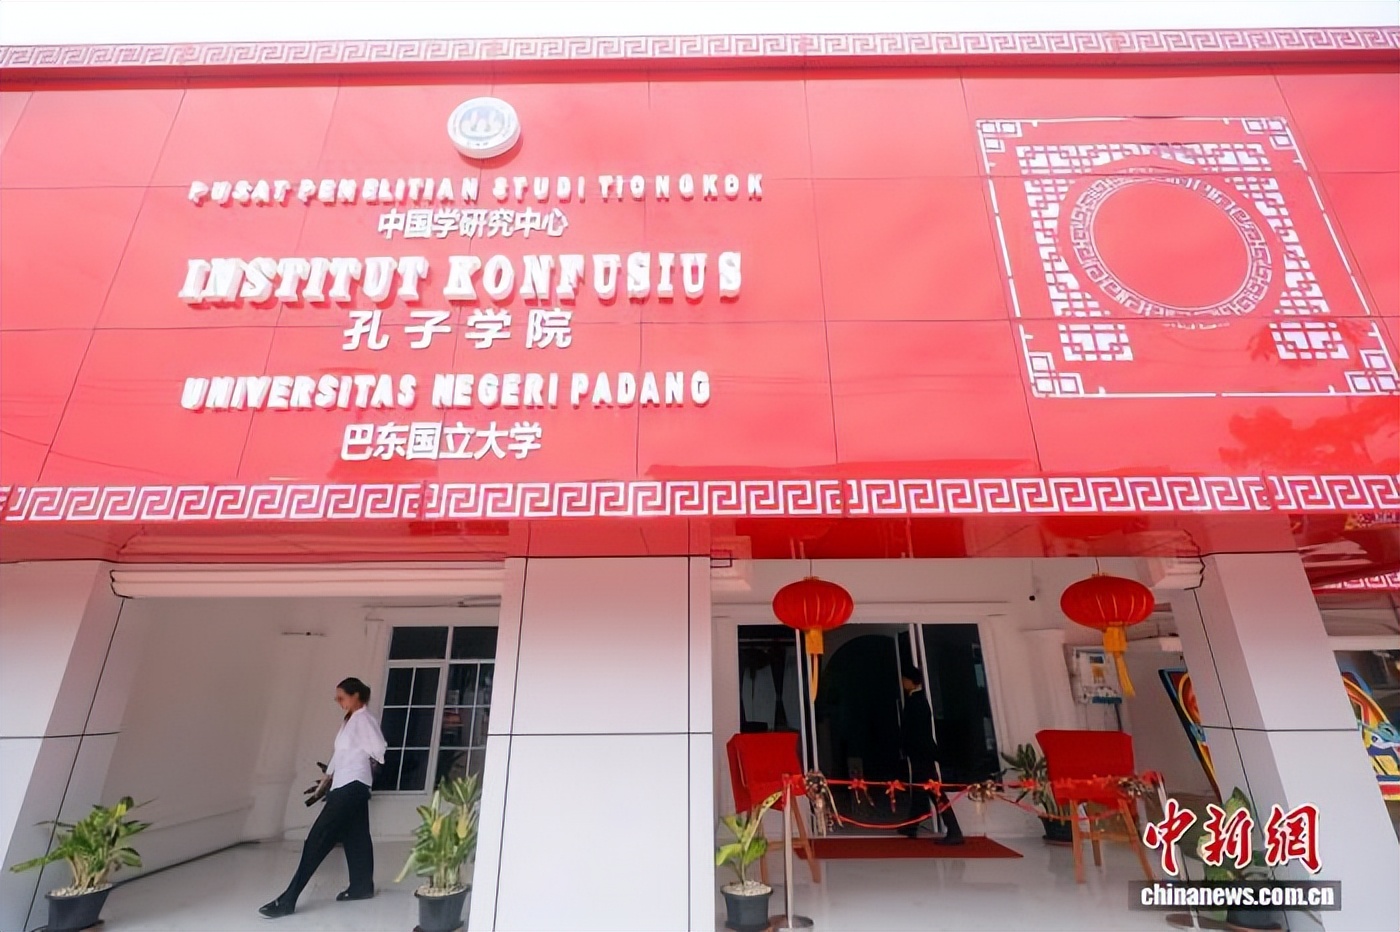 PUSAT PENELITIAN STUDI TIONGKOK
中国学研究中心
INSTITUT KONFUSIUS
孔子学院
UNIVERSITAS NEGERI PADANG
巴东国立大学
中新网
chinanews.com.cn